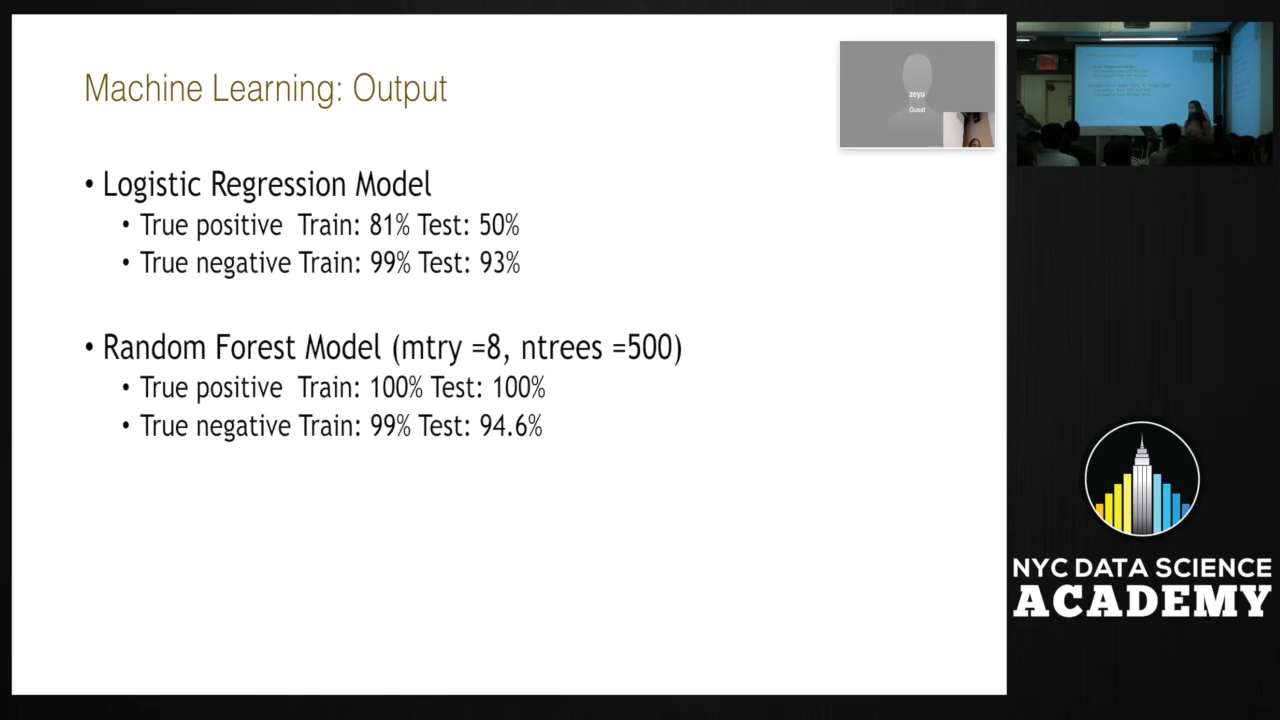 Machine Learning: Output
zeyu
Guest
• Logistic Regression Model
• True positive Train: 81% Test: 50%
• True negative Train: 99% Test: 93%
• Random Forest Model (mtry =8, ntrees =500)
• True positive Train: 100% Test: 100%
• True negative Train: 99% Test: 94.6%
NYC DATA SCIENCE
ACADEMY